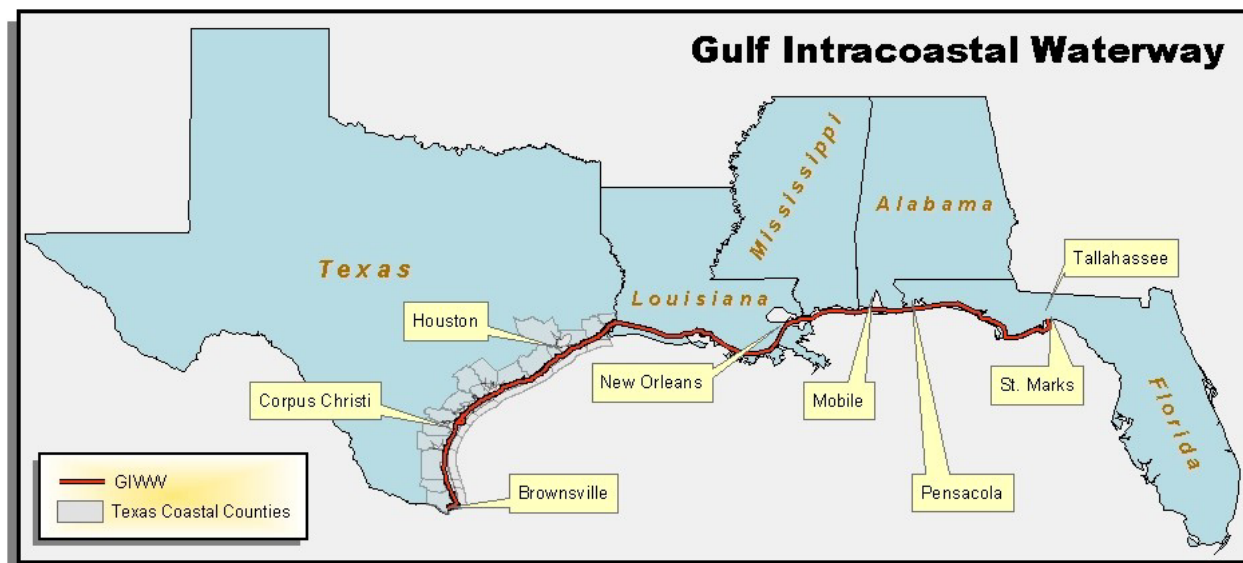 Gulf Intracoastal Waterway
Mississippi
Alabama
Tallahassee
Texas
Louisiana
Houston
New Orleans
Mobile
St. Marks
Corpus Christi
Florida
GIWW
Texas Coastal Counties
Brownsville
Pensacola